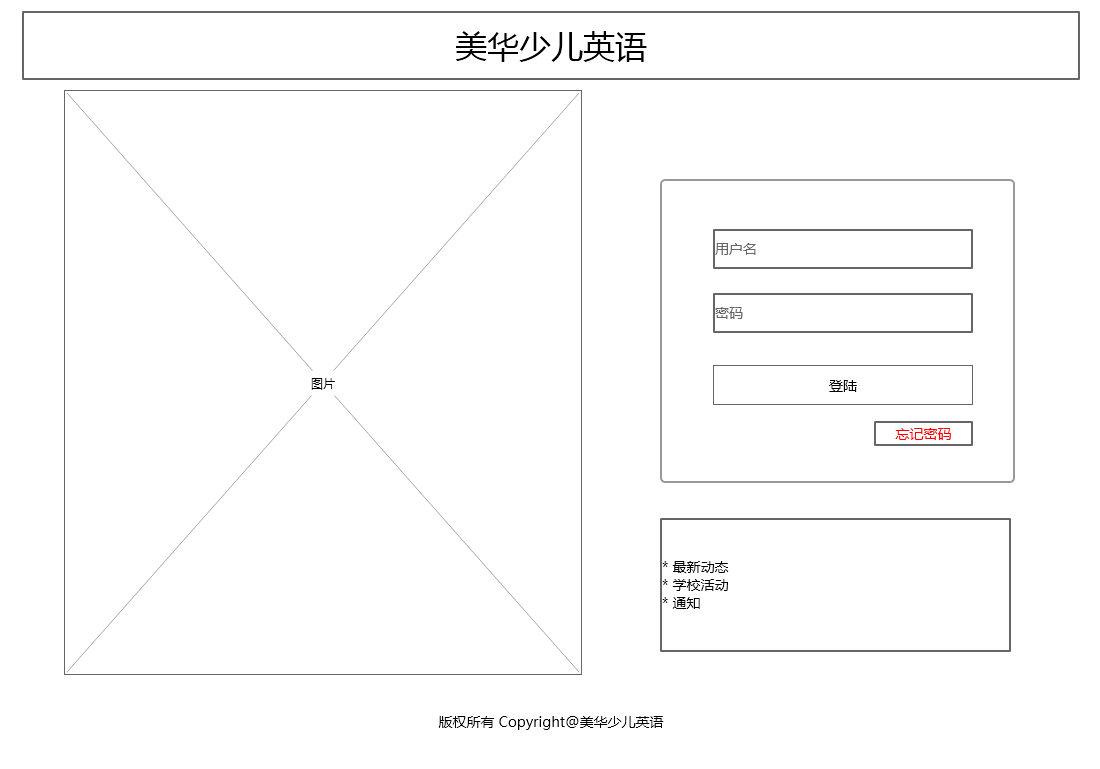 美华少儿英语
图片
用户名
密码
登陆
忘记密码
* 最新动态
* 学校活动
* 通知
版权所有 Copyright@美华少儿英语